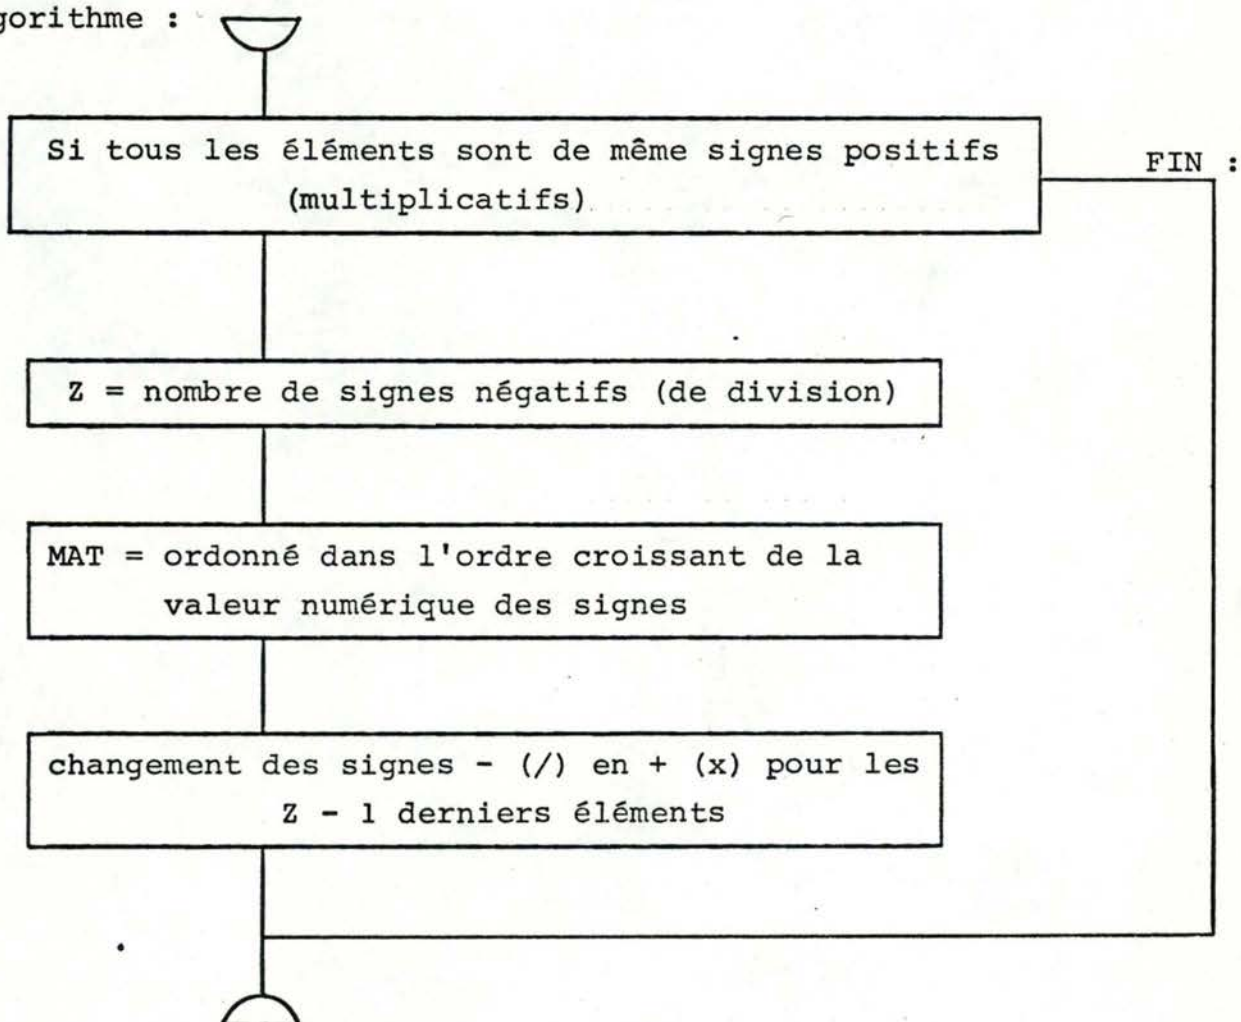 gorithme :
Si tous les éléments sont de même signes positifs
(multiplicatifs)
FIN :
Z = nombre de signes négatifs (de division)
MAT = ordonné dans l'ordre croissant de la
valeur numérique des signes
changement des signes - (/) en + (x) pour les
Z - 1 derniers éléments